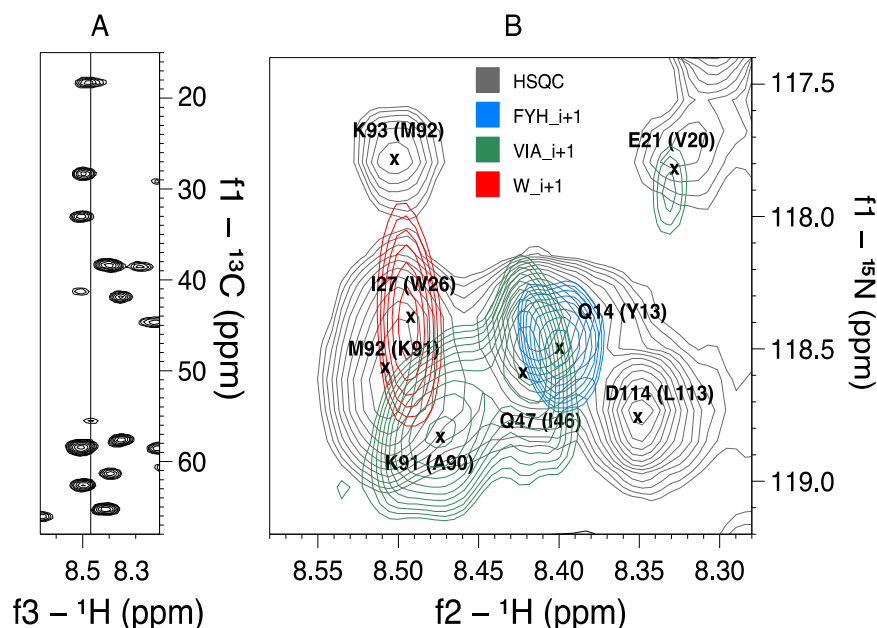 A
B
20
30
40
50
60
f1 – ¹³C (ppm)
8.5
8.3
f3 – ¹H (ppm)
HSQC
FYH_i+1
VIA_i+1
W_i+1
K93 (M92)
x
E21 (V20)
x
I27 (W26)
x
Q14 (Y13)
x
M92 (K91)
x
x
D114 (L113)
x
Q47 (I46)
x
K91 (A90)
117.5
118.0
118.5
119.0
f1 – ¹⁵N (ppm)
8.55
8.50
8.45
8.40
8.35
8.30
f2 – ¹H (ppm)